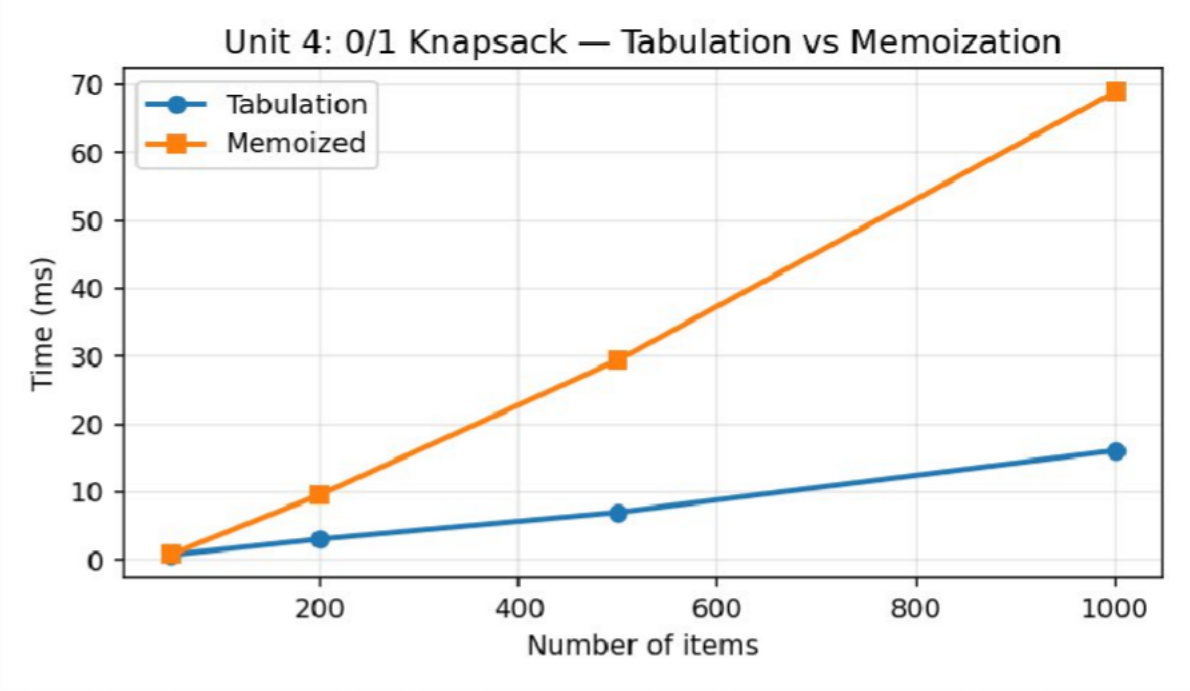 Unit 4: 0/1 Knapsack — Tabulation vs Memoization
70
Tabulation
Memoized
60
50
40
30
20
10
0
Time (ms)
200 400 600 800 1000
Number of items